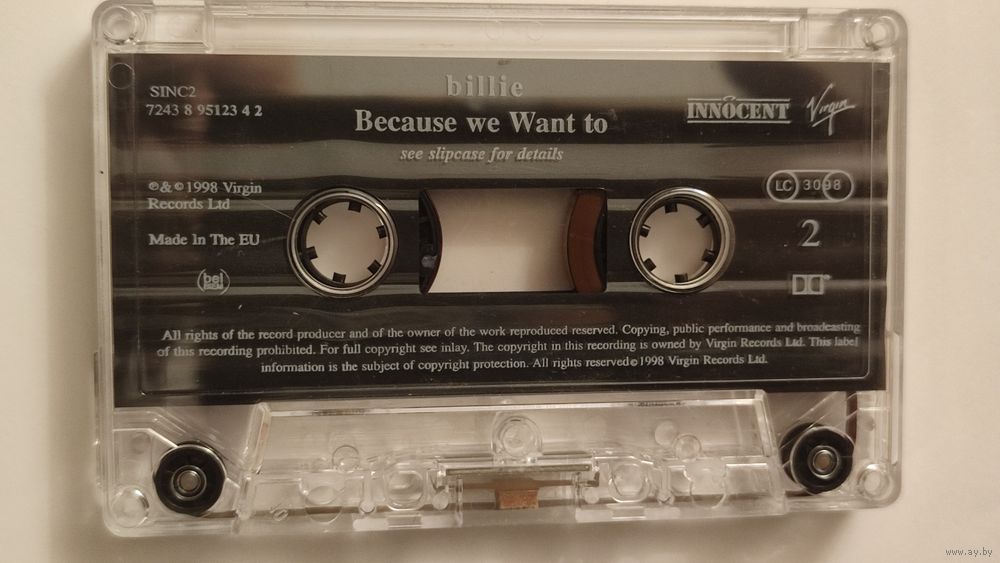 billie
SINC2
7243 8 95123 4 2
Because we Want to
INNOCENT
Virgin
see slipcase for details
℗&©1998 Virgin
Records Ltd
LC 3098
Made In The EU
2
All rights of the record producer and of the owner of the work reproduced reserved. Copying, public performance and broadcasting
of this recording prohibited. For full copyright see inlay. The copyright in this recording is owned by Virgin Records Ltd. This label
information is the subject of copyright protection. All rights reserved©1998 Virgin Records Ltd.
www.ay.by